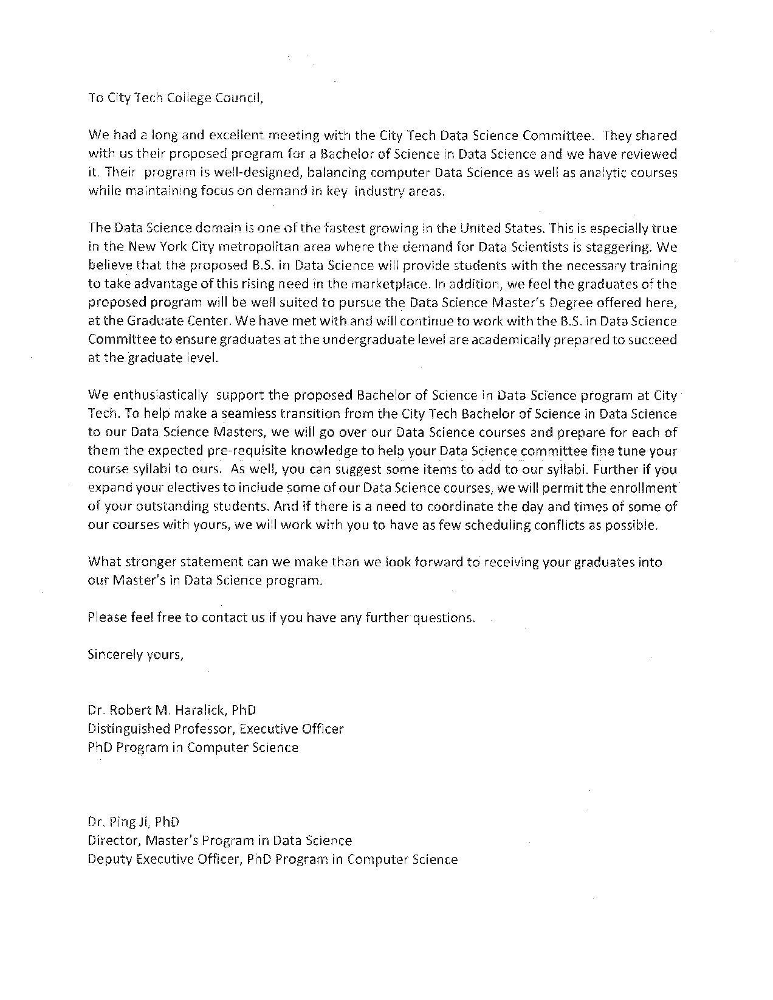 To City Tech College Council,
We had a long and excellent meeting with the City Tech Data Science Committee. They shared
with us their proposed program for a Bachelor of Science in Data Science and we have reviewed
it. Their program is well-designed, balancing computer Data Science as well as analytic courses
while maintaining focus on demand in key industry areas.
The Data Science domain is one of the fastest growing in the United States. This is especially true
in the New York City metropolitan area where the demand for Data Scientists is staggering. We
believe that the proposed B.S. in Data Science will provide students with the necessary training
to take advantage of this rising need in the marketplace. In addition, we feel the graduates of the
proposed program will be well suited to pursue the Data Science Master's Degree offered here,
at the Graduate Center. We have met with and will continue to work with the B.S. in Data Science
Committee to ensure graduates at the undergraduate level are academically prepared to succeed
at the graduate level.
We enthusiastically support the proposed Bachelor of Science in Data Science program at City
Tech. To help make a seamless transition from the City Tech Bachelor of Science in Data Science
to our Data Science Masters, we will go over our Data Science courses and prepare for each of
them the expected pre-requisite knowledge to help your Data Science committee fine tune your
course syllabi to ours. As well, you can suggest some items to add to our syllabi. Further if you
expand your electives to include some of our Data Science courses, we will permit the enrollment
of your outstanding students. And if there is a need to coordinate the day and times of some of
our courses with yours, we will work with you to have as few scheduling conflicts as possible.
What stronger statement can we make than we look forward to receiving your graduates into
our Master's in Data Science program.
Please feel free to contact us if you have any further questions.
Sincerely yours,
Dr. Robert M. Haralick, PhD
Distinguished Professor, Executive Officer
PhD Program in Computer Science
Dr. Ping Ji, PhD
Director, Master's Program in Data Science
Deputy Executive Officer, PhD Program in Computer Science